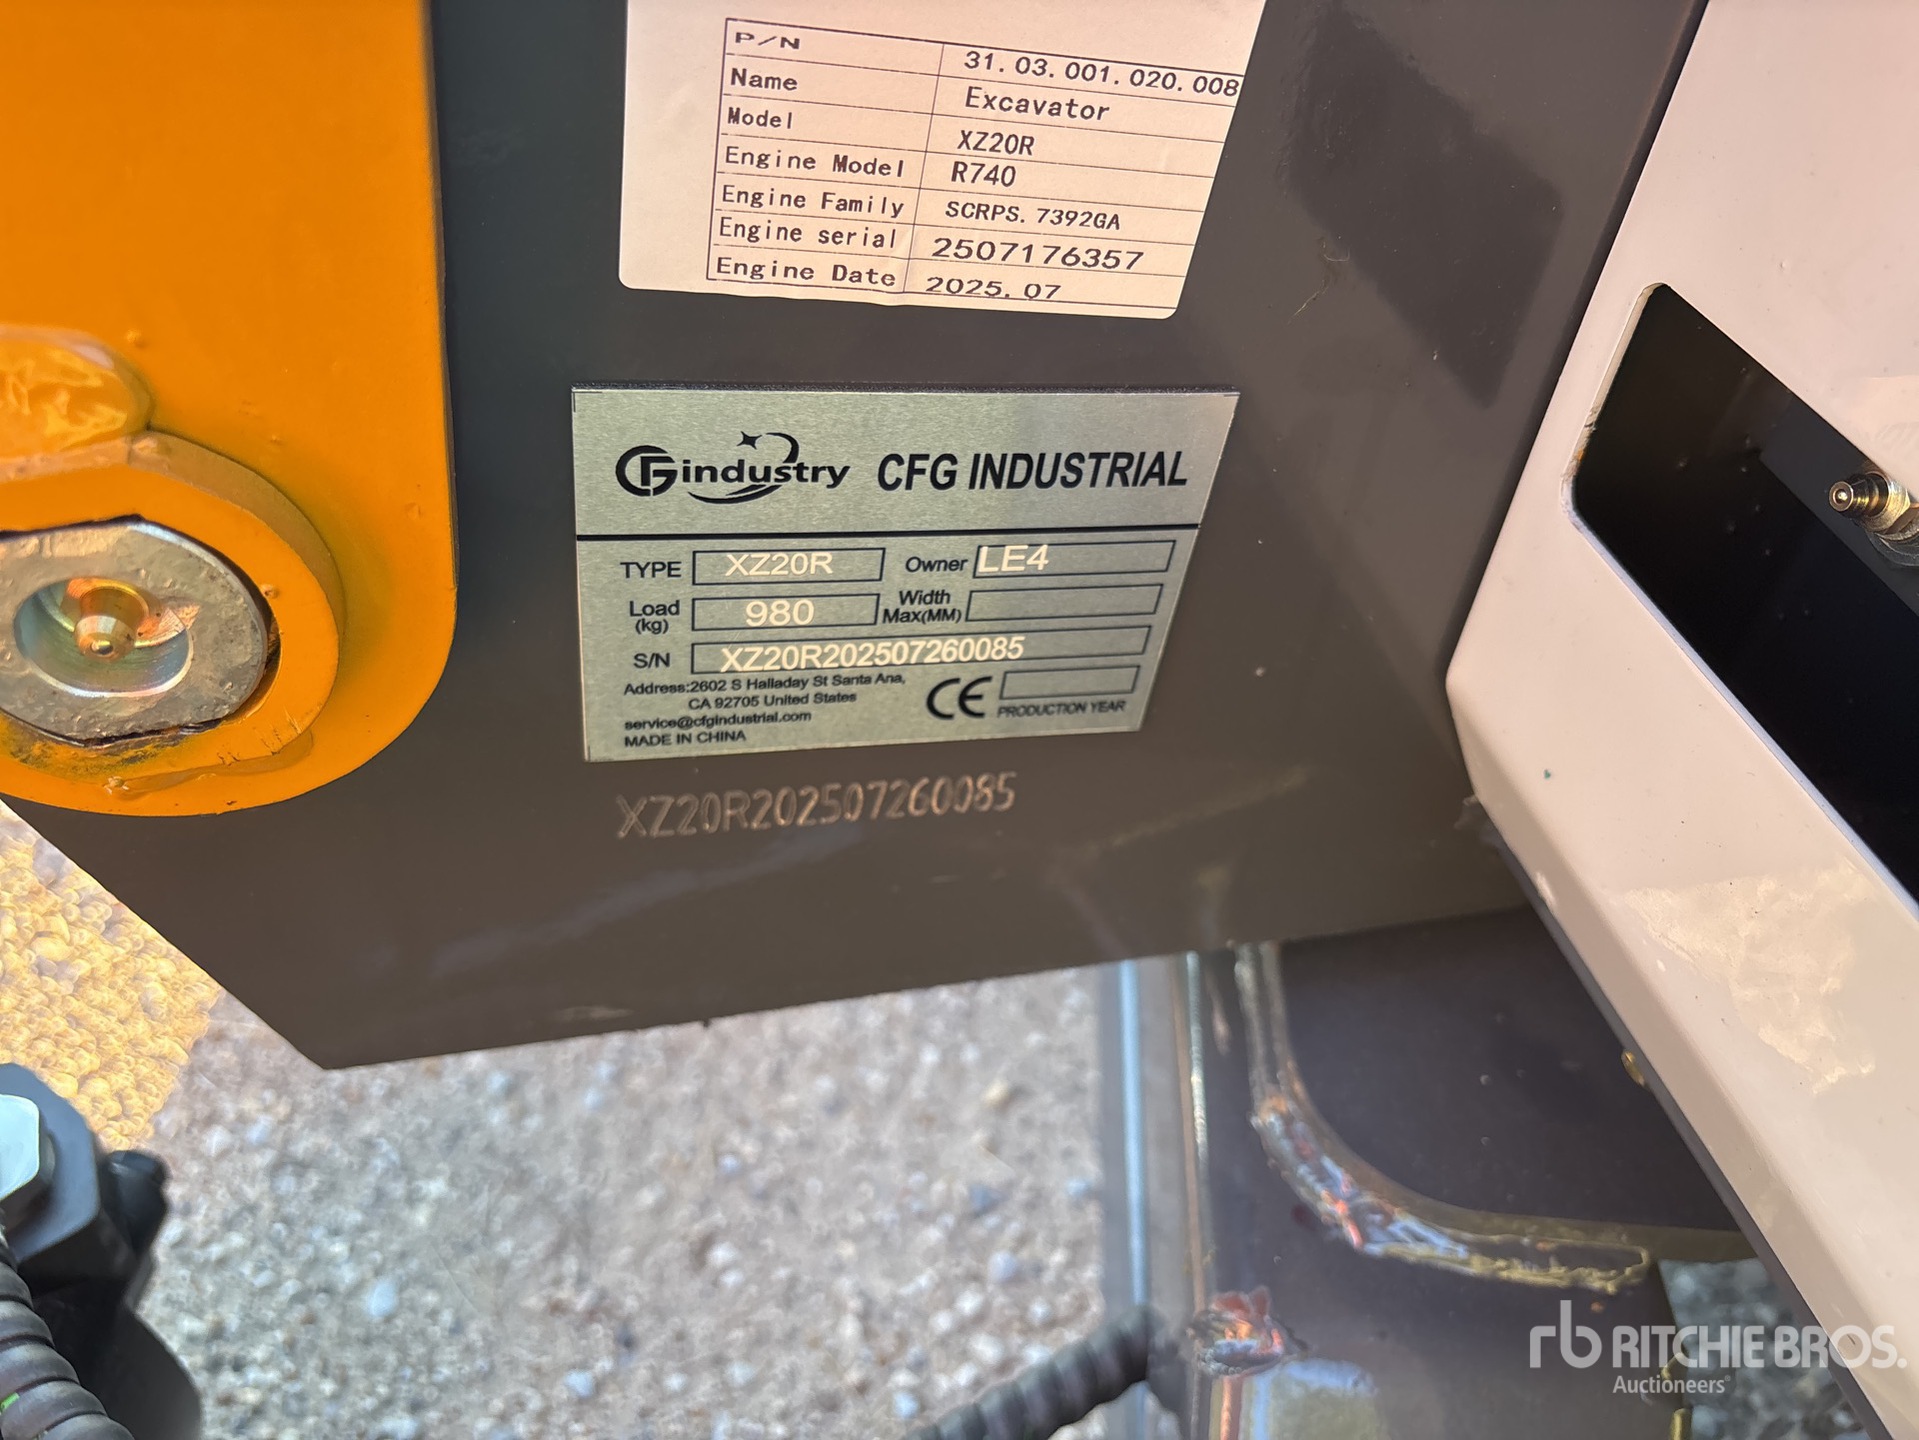 P/N 31.03.001.020.008
Name Excavator
Model XZ20R
Engine Model R740
Engine Family SCRPS.7392GA
Engine serial 2507176357
Engine Date 2025.07
CFGindustry CFG INDUSTRIAL
TYPE XZ20R Owner LE4
Load (kg) 980 Width Max(MM)
S/N XZ20R202507260085
Address:2602 S Halladay St Santa Ana,
CA 92705 United States
service@cfgindustrial.com
MADE IN CHINA
CE PRODUCTION YEAR
XZ20R202507260085
rb RITCHIE BROS.
Auctioneers